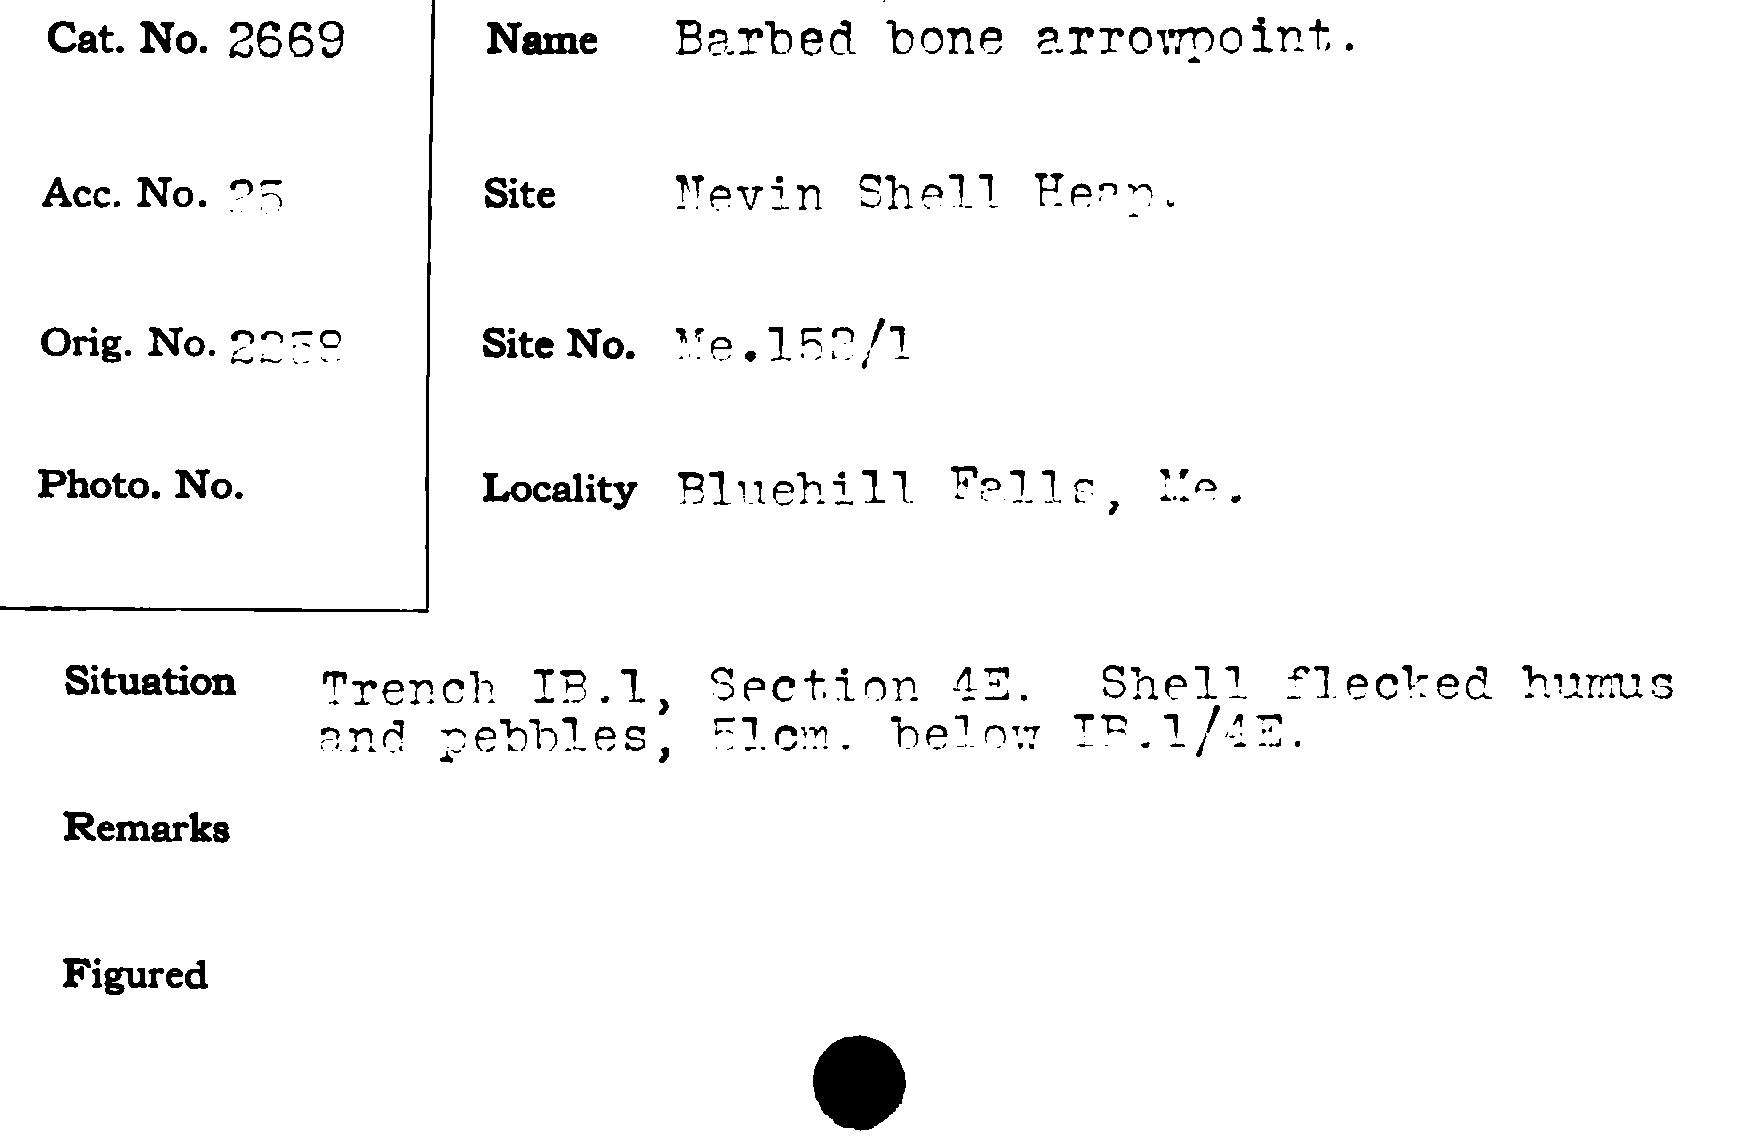 Cat. No. 2669
Name Barbed bone arrowpoint.
Acc. No. 25
Site Nevin Shell Heap.
Orig. No.
Site No. Me.152/1
Photo. No.
Locality Bluehill Falls, Me.
Situation Trench IB.1, Section 4E. Shell flecked humus
and pebbles, 51cm. below IB.1/4E.
Remarks
Figured